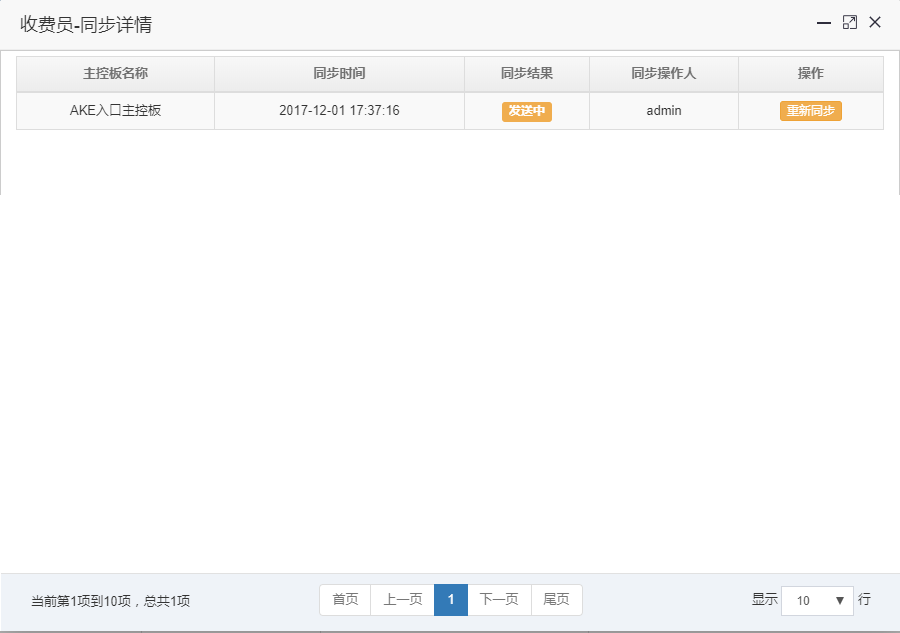 收费员-同步详情
主控板名称 同步时间 同步结果 同步操作人 操作
AKE入口主控板 2017-12-01 17:37:16 发送中 admin 重新同步
当前第1项到10项，总共1项 首页 上一页 1 下一页 尾页 显示 10 行